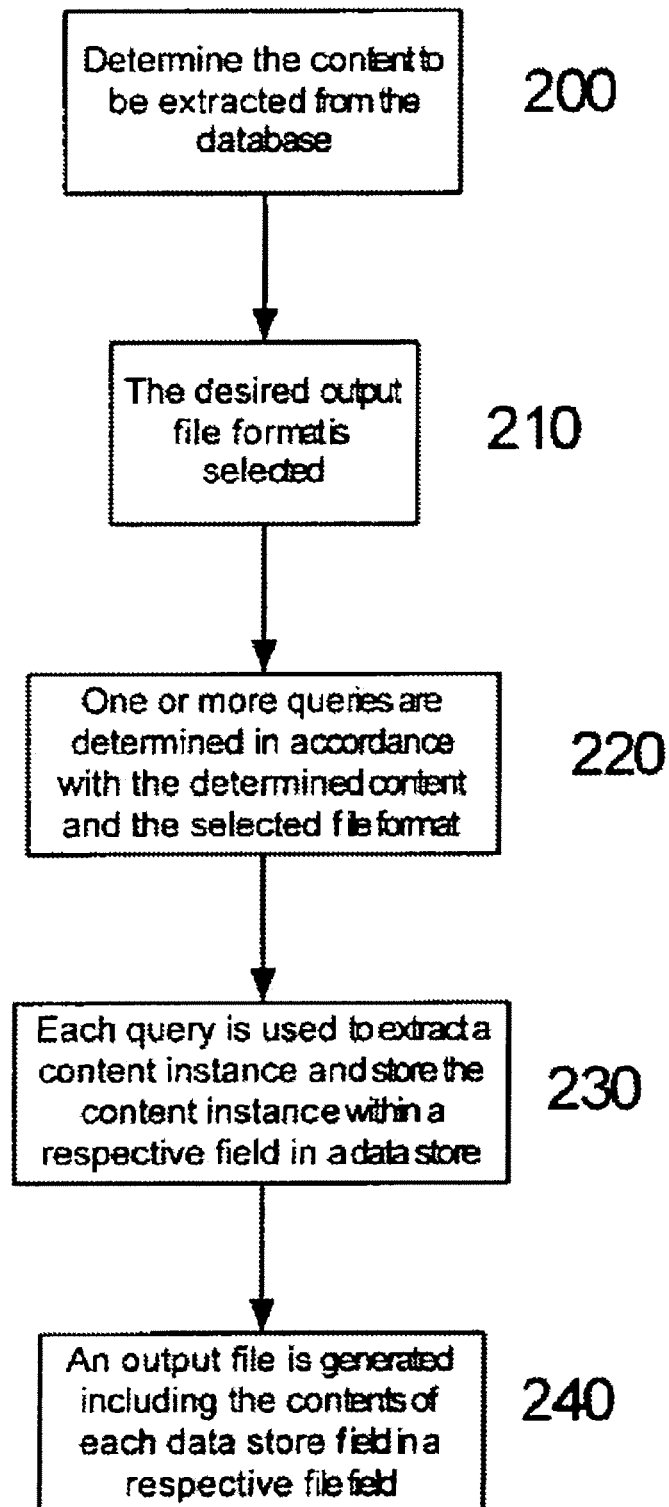 Determine the content to
be extracted from the
database
200
The desired output
file format is
selected
210
One or more queries are
determined in accordance
with the determined content
and the selected file format
220
Each query is used to extract a
content instance and store the
content instance within a
respective field in a data store
230
An output file is generated
including the contents of
each data store field in a
respective file field
240